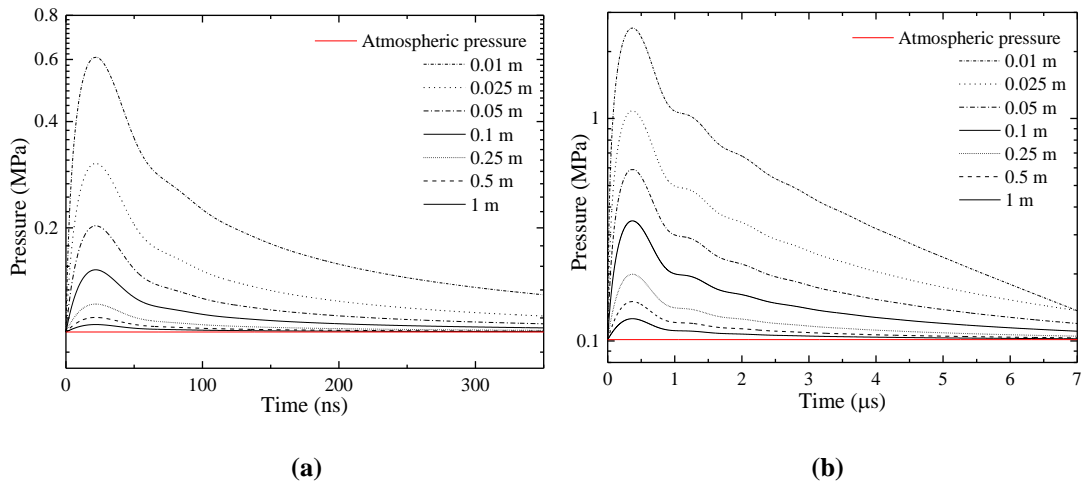 0.8
0.6
0.4
0.2
Pressure (MPa)
Atmospheric pressure
0.01 m
0.025 m
0.05 m
0.1 m
0.25 m
0.5 m
1 m
0
100
200
300
Time (ns)
(a)
1
0.1
Pressure (MPa)
Atmospheric pressure
0.01 m
0.025 m
0.05 m
0.1 m
0.25 m
0.5 m
1 m
0
1
2
3
4
5
6
7
Time (μs)
(b)